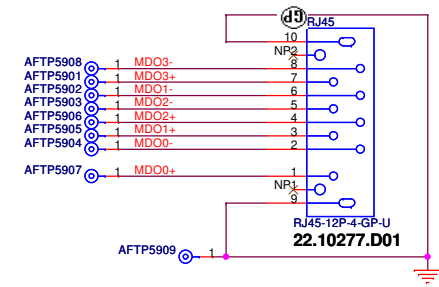 GP
RJ45
10
NP2
AFTP5908 1 MDO3- 8
AFTP5901 1 MDO3+ 7
AFTP5902 1 MDO1- 6
AFTP5903 1 MDO2- 5
AFTP5906 1 MDO2+ 4
AFTP5905 1 MDO1+ 3
AFTP5904 1 MDO0- 2
AFTP5907 1 MDO0+ 1
NP1
9
RJ45-12P-4-GP-U
22.10277.D01
AFTP5909 1